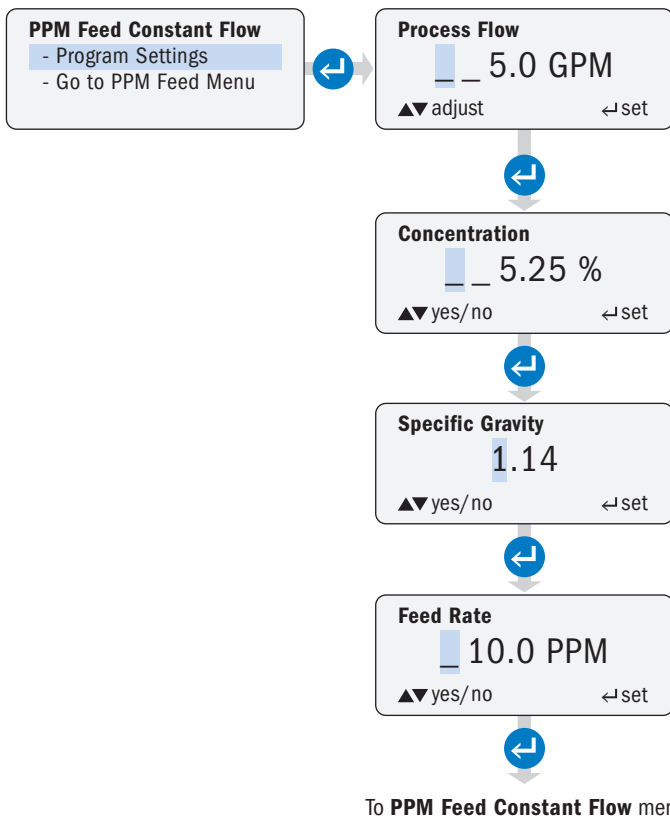 PPM Feed Constant Flow
- Program Settings
- Go to PPM Feed Menu
Process Flow
_ _ 5.0 GPM
▲▼ adjust ↵ set
Concentration
_ _ 5.25 %
▲▼ yes/no ↵ set
Specific Gravity
1.14
▲▼ yes/no ↵ set
Feed Rate
_ 10.0 PPM
▲▼ yes/no ↵ set
To PPM Feed Constant Flow